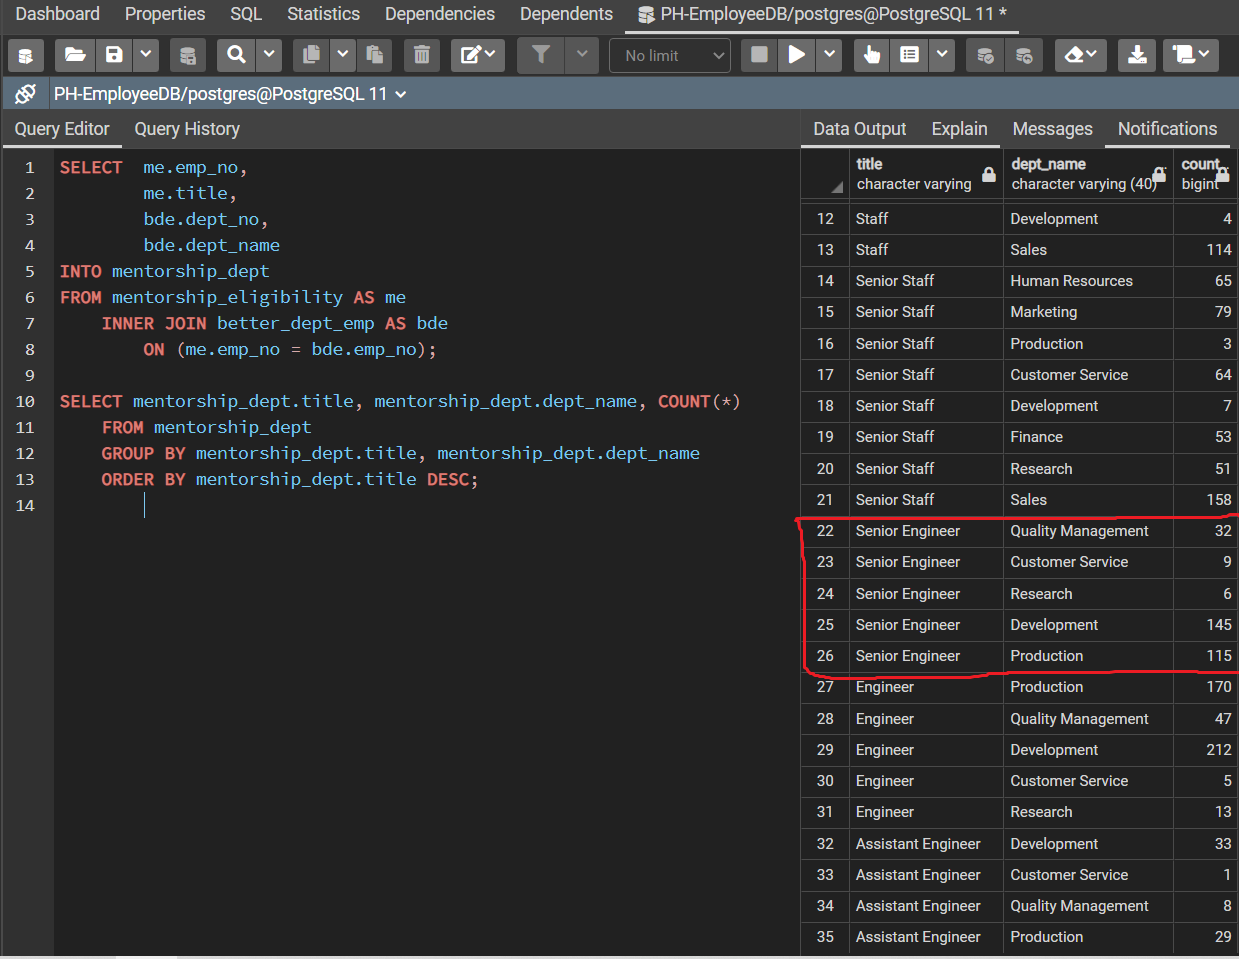 Dashboard Properties SQL Statistics Dependencies Dependents PH-EmployeeDB/postgres@PostgreSQL 11 *
No limit
PH-EmployeeDB/postgres@PostgreSQL 11
Query Editor Query History
1 SELECT me.emp_no,
2 me.title,
3 bde.dept_no,
4 bde.dept_name
5 INTO mentorship_dept
6 FROM mentorship_eligibility AS me
7 INNER JOIN better_dept_emp AS bde
8 ON (me.emp_no = bde.emp_no);
9
10 SELECT mentorship_dept.title, mentorship_dept.dept_name, COUNT(*)
11 FROM mentorship_dept
12 GROUP BY mentorship_dept.title, mentorship_dept.dept_name
13 ORDER BY mentorship_dept.title DESC;
14
Data Output Explain Messages Notifications
title dept_name count
character varying character varying (40) bigint
12 Staff Development 4
13 Staff Sales 114
14 Senior Staff Human Resources 65
15 Senior Staff Marketing 79
16 Senior Staff Production 3
17 Senior Staff Customer Service 64
18 Senior Staff Development 7
19 Senior Staff Finance 53
20 Senior Staff Research 51
21 Senior Staff Sales 158
22 Senior Engineer Quality Management 32
23 Senior Engineer Customer Service 9
24 Senior Engineer Research 6
25 Senior Engineer Development 145
26 Senior Engineer Production 115
27 Engineer Production 170
28 Engineer Quality Management 47
29 Engineer Development 212
30 Engineer Customer Service 5
31 Engineer Research 13
32 Assistant Engineer Development 33
33 Assistant Engineer Customer Service 1
34 Assistant Engineer Quality Management 8
35 Assistant Engineer Production 29